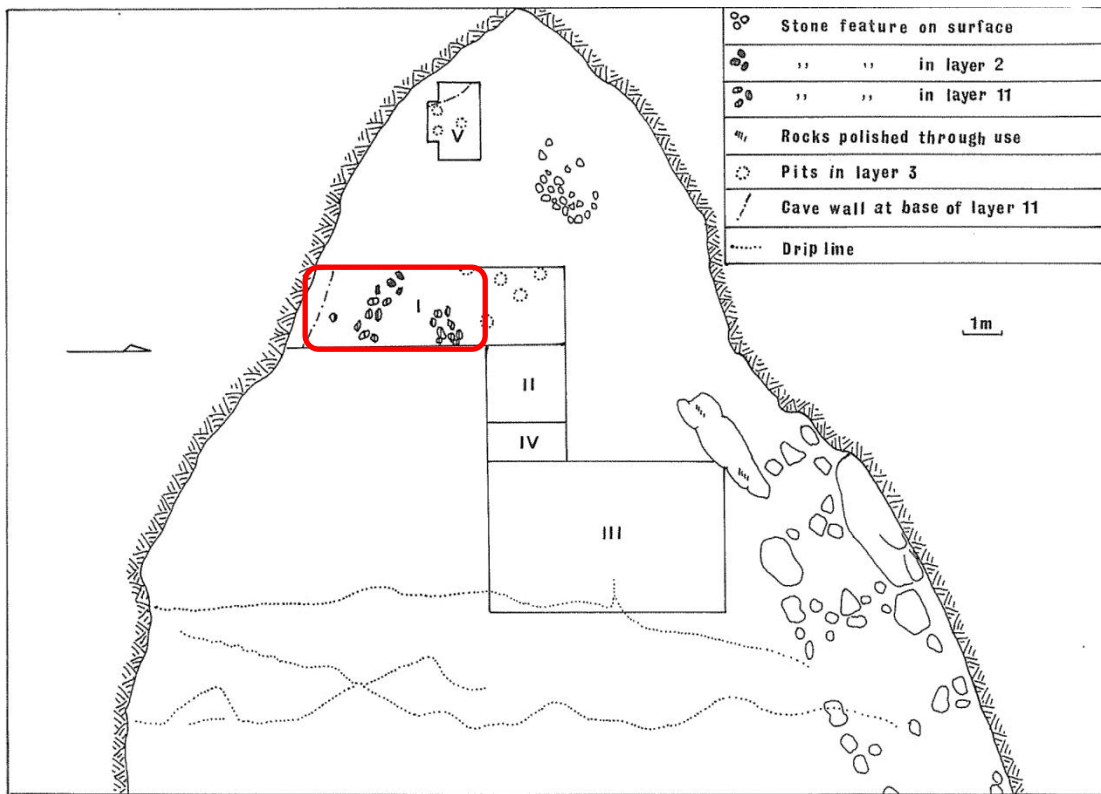 Stone feature on surface
,, ,, in layer 2
,, ,, in layer 11
Rocks polished through use
Pits in layer 3
Cave wall at base of layer 11
Drip line
1m
V
I
II
IV
III